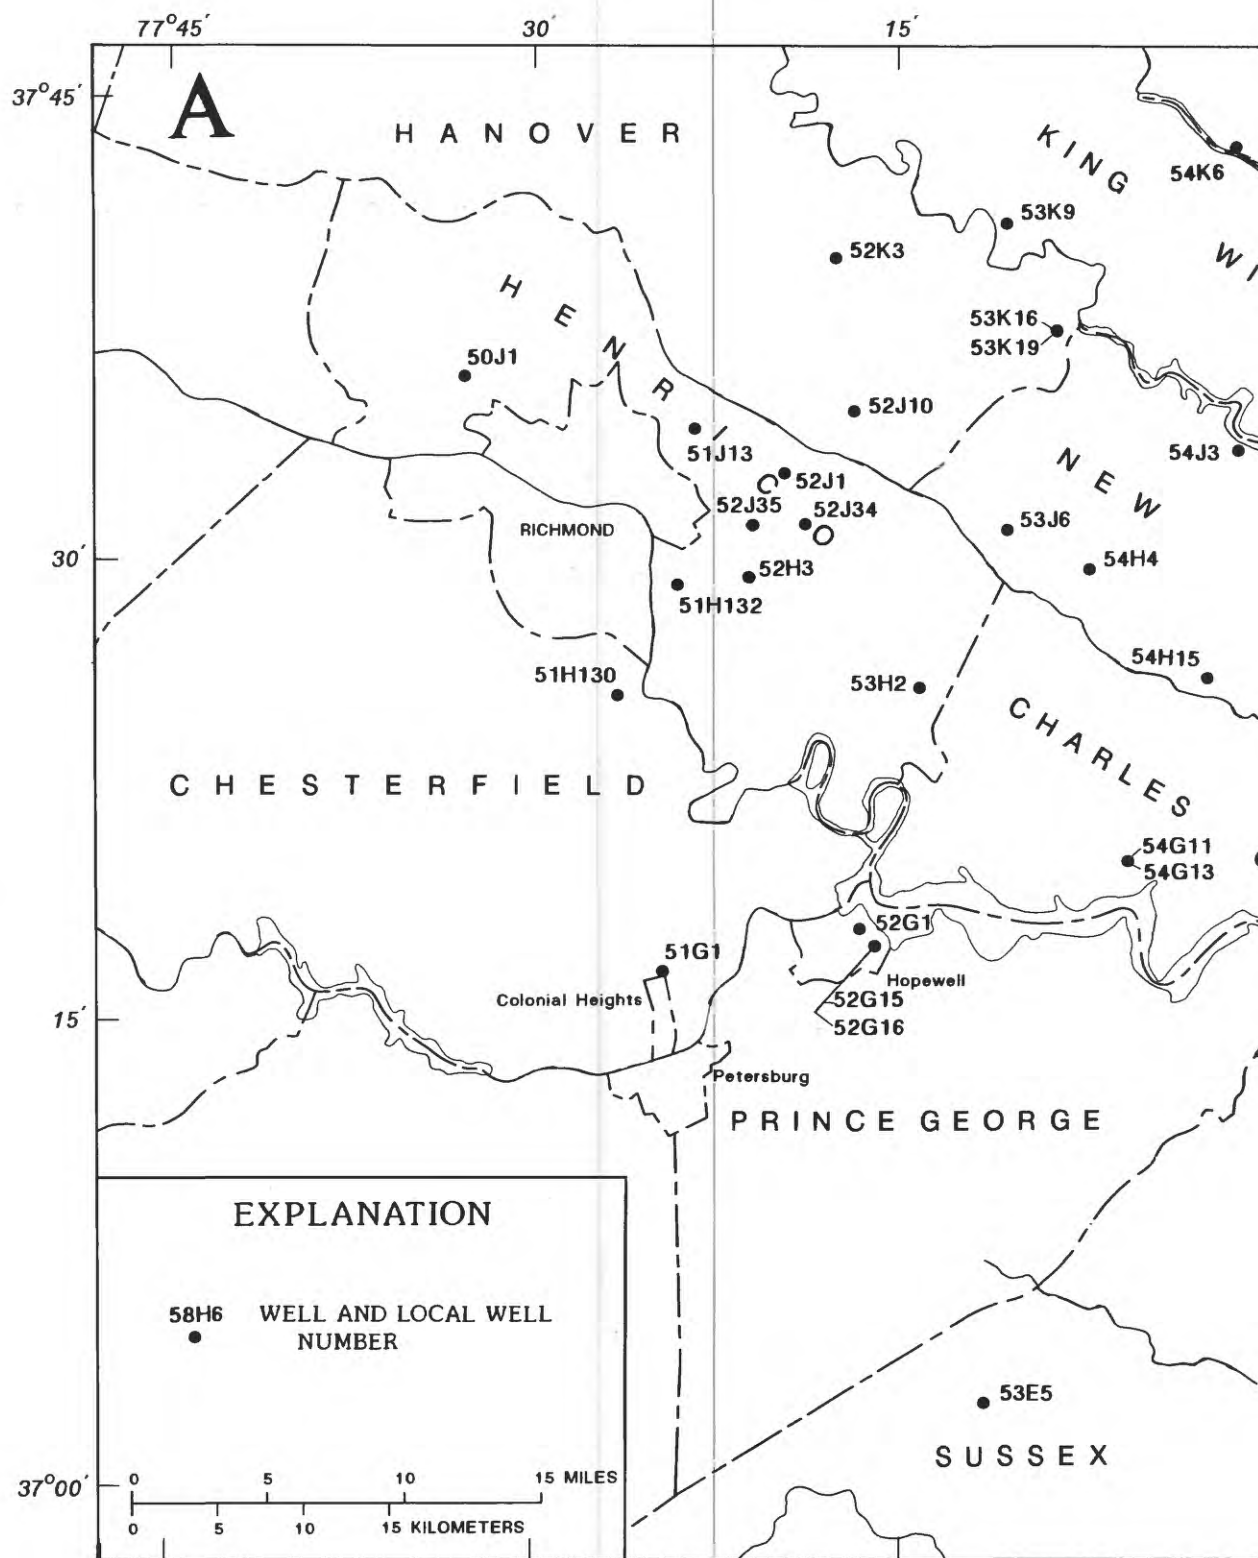 77°45′ 30′ 15′
37°45′
A
HANOVER
KING
54K6
53K9
52K3
WI
HENRICO
53K16
53K19
50J1
52J10
51J13
54J3
NEW
52J1
52J35
52J34
RICHMOND
53J6
30′
54H4
52H3
51H132
54H15
51H130
53H2
CHARLES
CHESTERFIELD
54G11
54G13
52G1
51G1
Hopewell
Colonial Heights
52G15
15′
52G16
Petersburg
PRINCE GEORGE
EXPLANATION
58H6 WELL AND LOCAL WELL
NUMBER
53E5
SUSSEX
37°00′
0 5 10 15 MILES
0 5 10 15 KILOMETERS